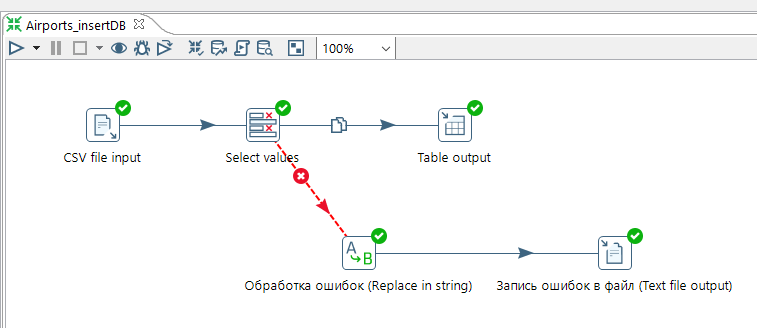 Airports_insertDB
100%
CSV file input
Select values
Table output
A
B
Обработка ошибок (Replace in string)
Запись ошибок в файл (Text file output)